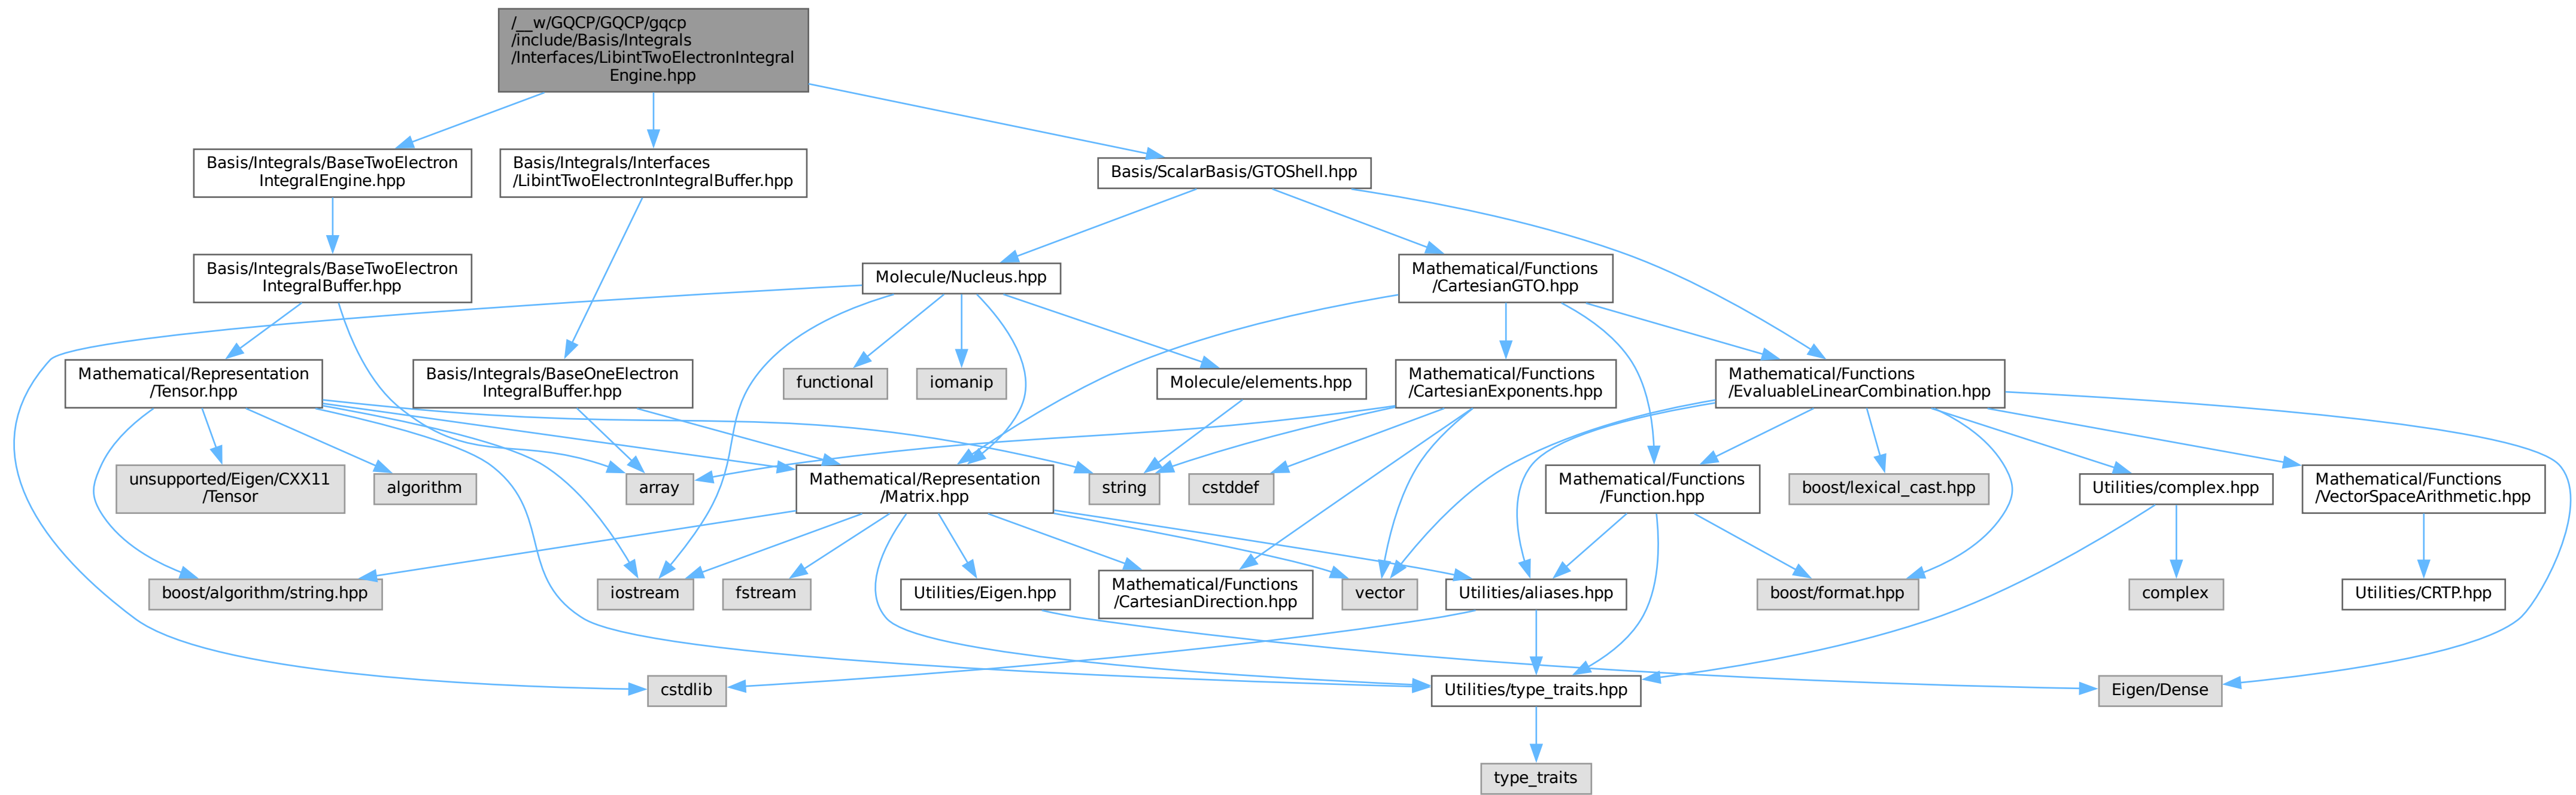 /__w/GQCP/GQCP/gqcp
/include/Basis/Integrals
/Interfaces/LibintTwoElectronIntegral
Engine.hpp
Basis/Integrals/BaseTwoElectron
IntegralEngine.hpp
Basis/Integrals/Interfaces
/LibintTwoElectronIntegralBuffer.hpp
Basis/ScalarBasis/GTOShell.hpp
Basis/Integrals/BaseTwoElectron
IntegralBuffer.hpp
Molecule/Nucleus.hpp
Mathematical/Functions
/CartesianGTO.hpp
Mathematical/Representation
/Tensor.hpp
Basis/Integrals/BaseOneElectron
IntegralBuffer.hpp
functional
iomanip
Molecule/elements.hpp
Mathematical/Functions
/CartesianExponents.hpp
Mathematical/Functions
/EvaluableLinearCombination.hpp
unsupported/Eigen/CXX11
/Tensor
algorithm
array
Mathematical/Representation
/Matrix.hpp
string
cstddef
Mathematical/Functions
/Function.hpp
boost/lexical_cast.hpp
Utilities/complex.hpp
Mathematical/Functions
/VectorSpaceArithmetic.hpp
boost/algorithm/string.hpp
iostream
fstream
Utilities/Eigen.hpp
Mathematical/Functions
/CartesianDirection.hpp
vector
Utilities/aliases.hpp
boost/format.hpp
complex
Utilities/CRTP.hpp
cstdlib
Utilities/type_traits.hpp
Eigen/Dense
type_traits